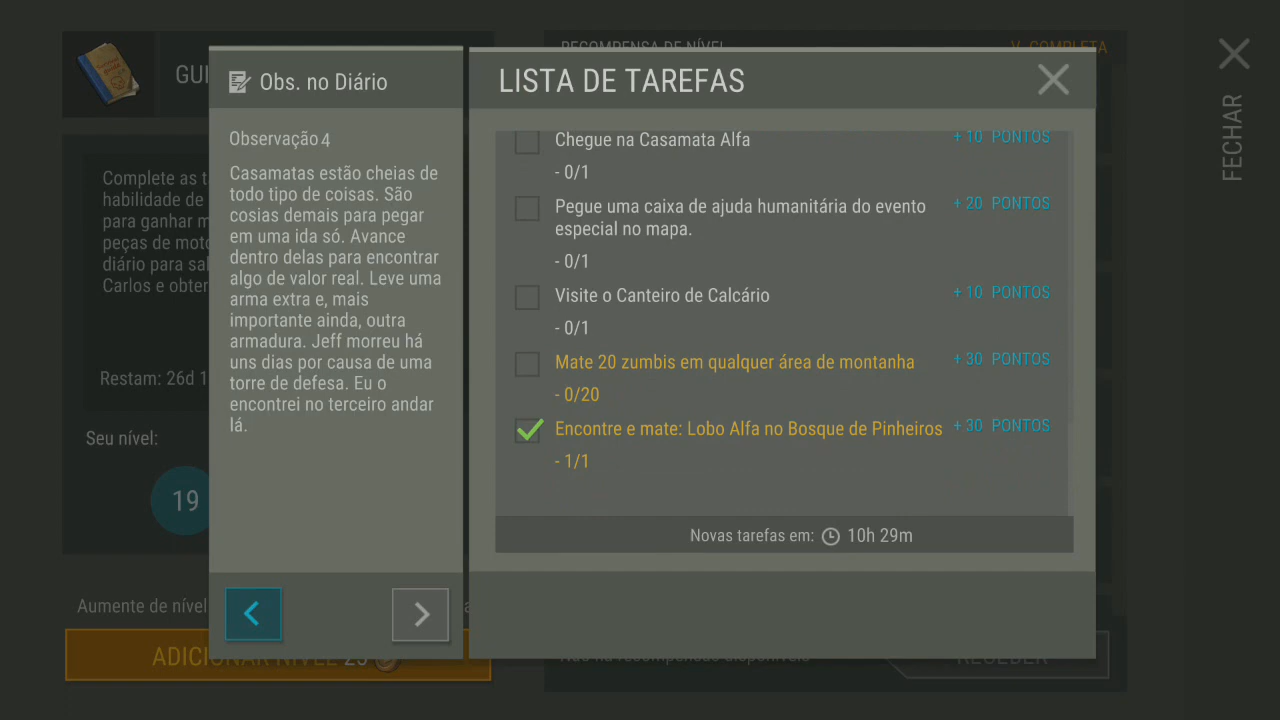 RECOMPENSA DE NÍVEL
V. COMPLETA
GUI
Obs. no Diário
LISTA DE TAREFAS
FECHAR
Observação 4
Casamatas estão cheias de
todo tipo de coisas. São
cosias demais para pegar
em uma ida só. Avance
dentro delas para encontrar
algo de valor real. Leve uma
arma extra e, mais
importante ainda, outra
armadura. Jeff morreu há
uns dias por causa de uma
torre de defesa. Eu o
encontrei no terceiro andar
lá.
Chegue na Casamata Alfa
+ 10 PONTOS
- 0/1
Pegue uma caixa de ajuda humanitária do evento
especial no mapa.
+ 20 PONTOS
- 0/1
Visite o Canteiro de Calcário
+ 10 PONTOS
- 0/1
Mate 20 zumbis em qualquer área de montanha
+ 30 PONTOS
- 0/20
Encontre e mate: Lobo Alfa no Bosque de Pinheiros
+ 30 PONTOS
- 1/1
Novas tarefas em: 10h 29m
Complete as t
habilidade de
para ganhar m
peças de moto
diário para sal
Carlos e obter
Restam: 26d 1
Seu nível:
19
Aumente de nível
ADICIONAR NÍVEL 25
RECEBER